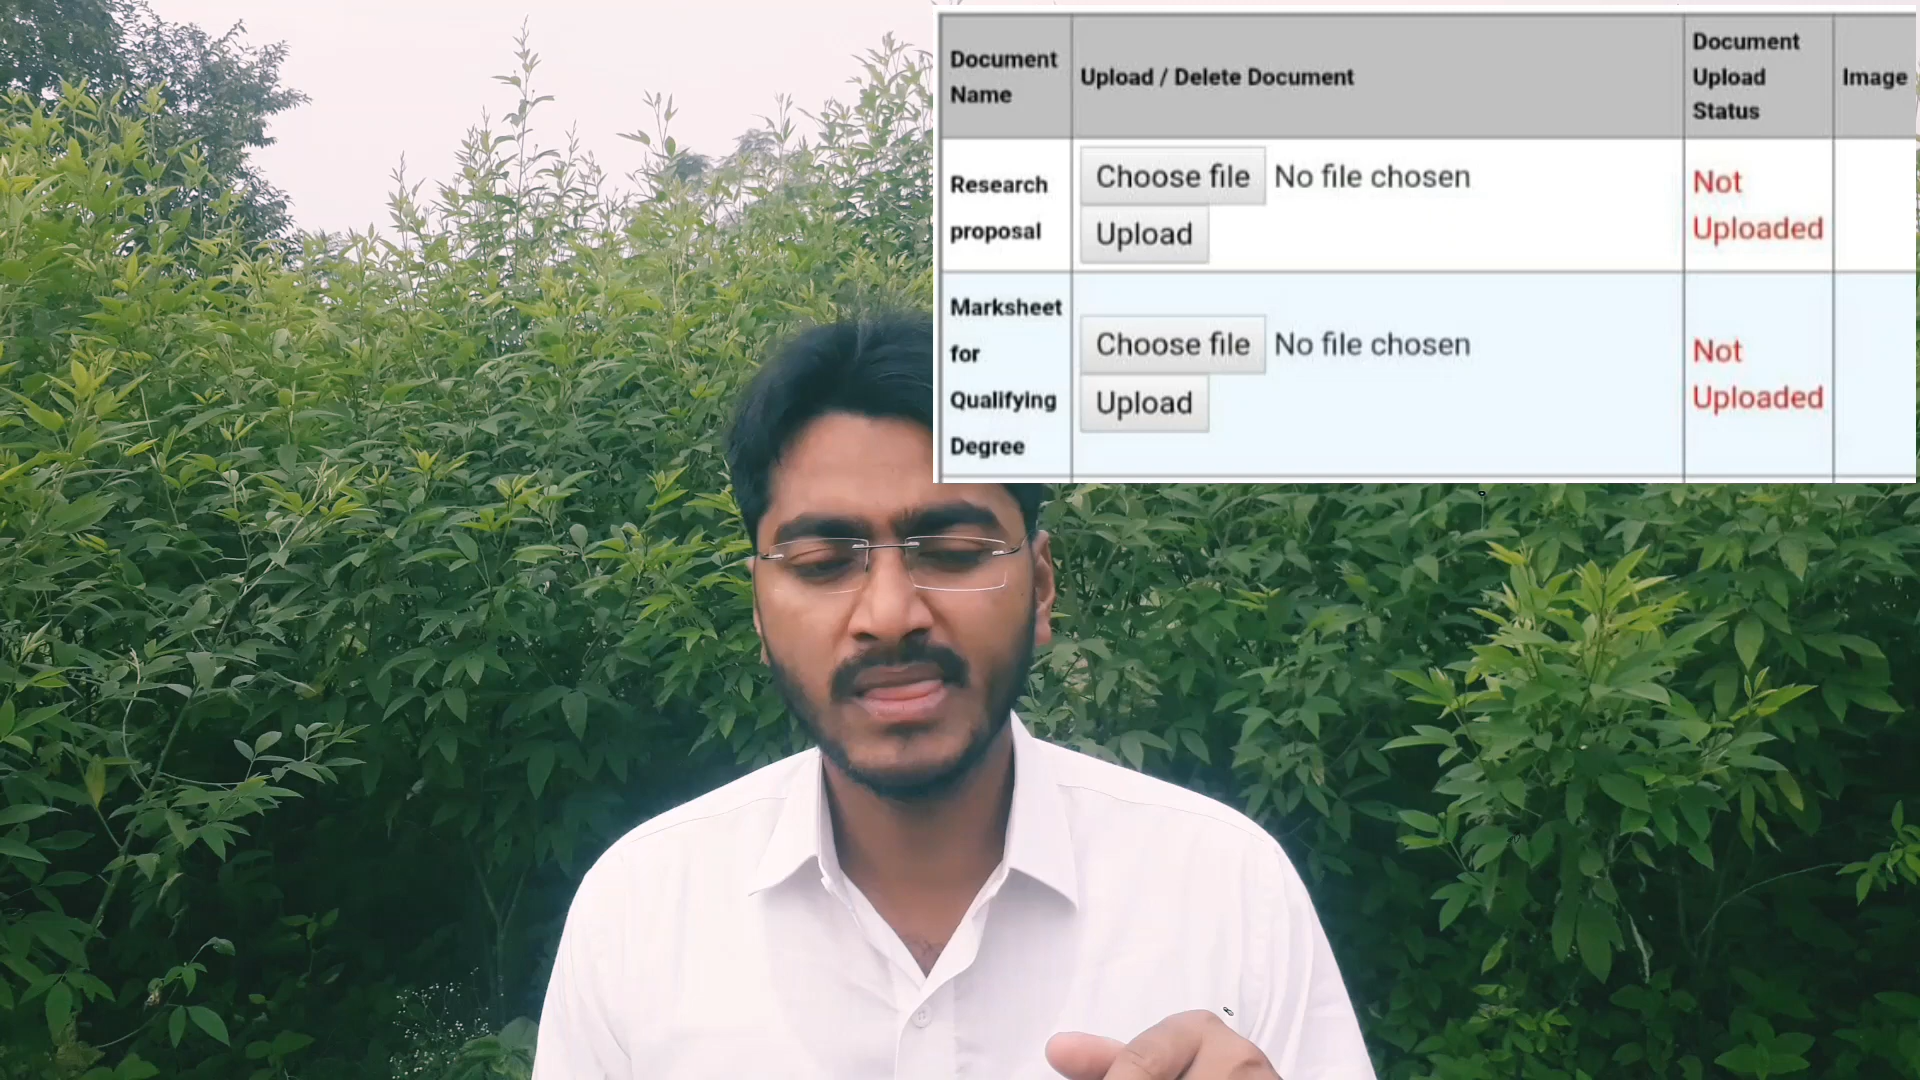 Document
Name
Upload / Delete Document
Document
Upload
Status
Image
Research
proposal
Choose file No file chosen
Upload
Not
Uploaded
Marksheet
for
Qualifying
Degree
Choose file No file chosen
Upload
Not
Uploaded